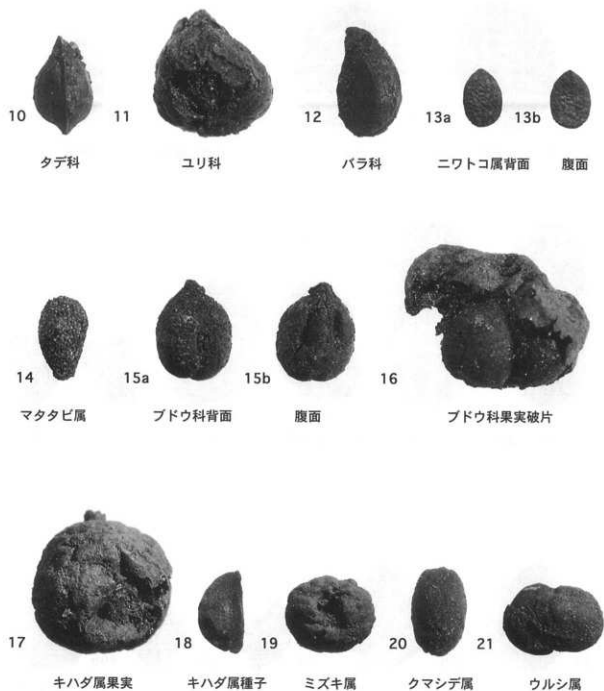 10 11 12 13a 13b
タデ科 ユリ科 バラ科 ニワトコ属背面 腹面
14 15a 15b 16
マタタビ属 ブドウ科背面 腹面 ブドウ科果実破片
17 18 19 20 21
キハダ属果実 キハダ属種子 ミズキ属 クマシデ属 ウルシ属